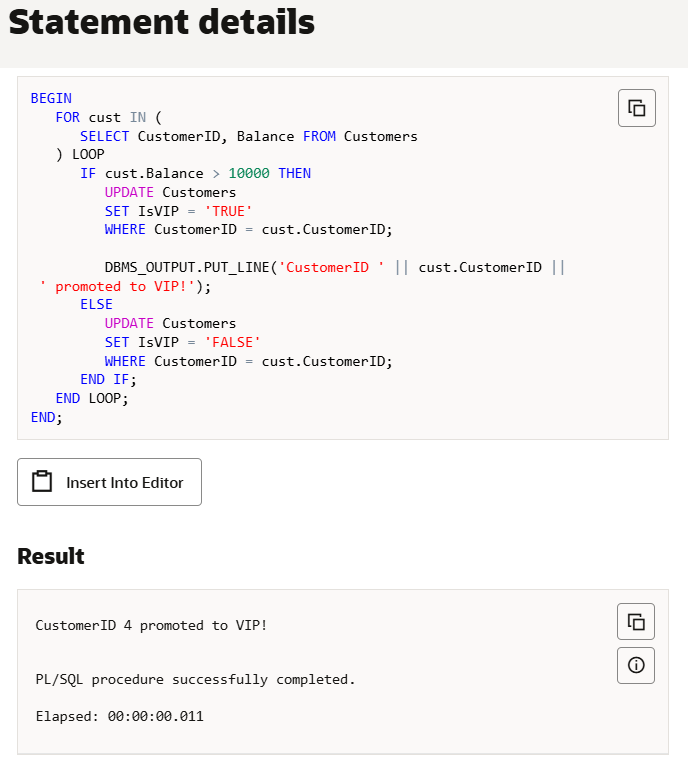 Statement details
BEGIN
   FOR cust IN (
      SELECT CustomerID, Balance FROM Customers
   ) LOOP
      IF cust.Balance > 10000 THEN
         UPDATE Customers
         SET IsVIP = 'TRUE'
         WHERE CustomerID = cust.CustomerID;

         DBMS_OUTPUT.PUT_LINE('CustomerID ' || cust.CustomerID ||
 ' promoted to VIP!');
      ELSE
         UPDATE Customers
         SET IsVIP = 'FALSE'
         WHERE CustomerID = cust.CustomerID;
      END IF;
   END LOOP;
END;
Insert Into Editor
Result
CustomerID 4 promoted to VIP!
PL/SQL procedure successfully completed.
Elapsed: 00:00:00.011